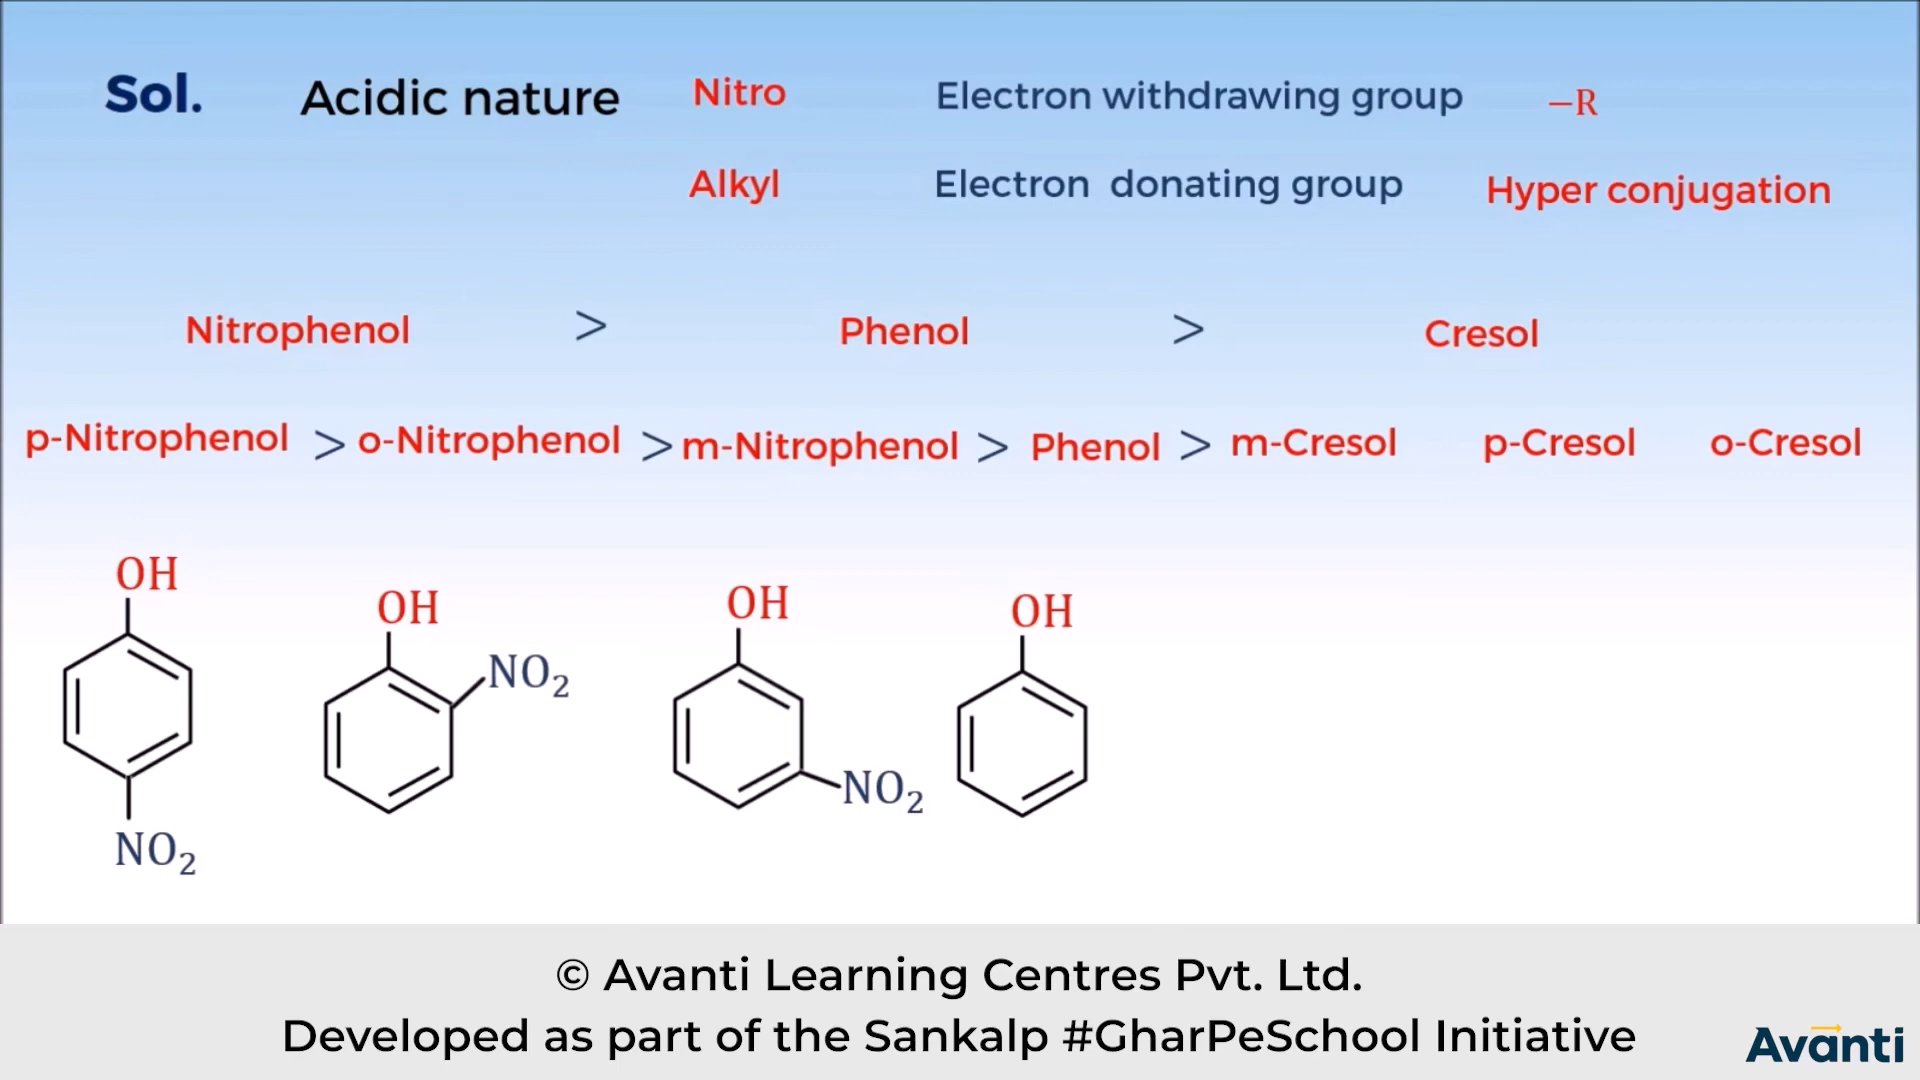 Sol. Acidic nature Nitro Electron withdrawing group −R
Alkyl Electron donating group Hyper conjugation
Nitrophenol > Phenol > Cresol
p-Nitrophenol > o-Nitrophenol > m-Nitrophenol > Phenol > m-Cresol p-Cresol o-Cresol
OH OH OH OH
NO₂
NO₂
NO₂
© Avanti Learning Centres Pvt. Ltd.
Developed as part of the Sankalp #GharPeSchool Initiative
Avanti